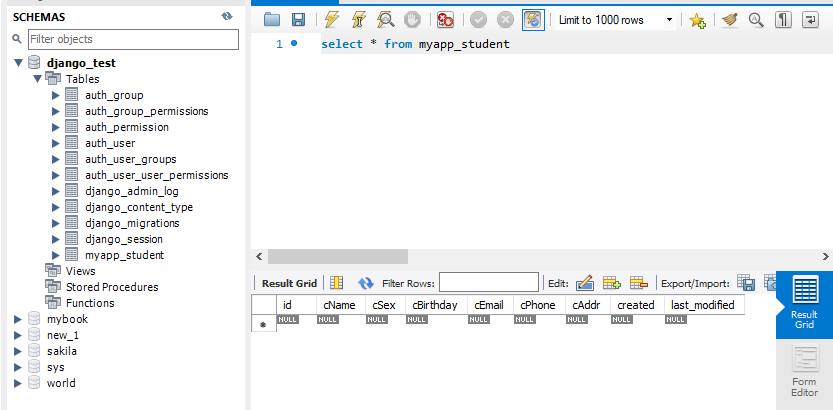 SCHEMAS
Filter objects
django_test
Tables
auth_group
auth_group_permissions
auth_permission
auth_user
auth_user_groups
auth_user_user_permissions
django_admin_log
django_content_type
django_migrations
django_session
myapp_student
Views
Stored Procedures
Functions
mybook
new_1
sakila
sys
world
Limit to 1000 rows
1 select * from myapp_student
Result Grid Filter Rows: Edit: Export/Import:
id cName cSex cBirthday cEmail cPhone cAddr created last_modified
NULL NULL NULL NULL NULL NULL NULL NULL NULL
Result
Grid
Form
Editor